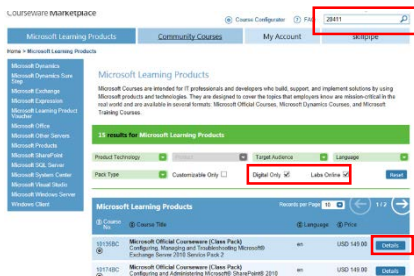 Courseware Marketplace
Course Configurator FAQ 20411
Microsoft Learning Products Community Courses My Account skillpipe
Home > Microsoft Learning Products
Microsoft Dynamics
Microsoft Dynamics Sure Step
Microsoft Exchange
Microsoft Expression
Microsoft Learning Product Voucher
Microsoft Office
Microsoft Other Servers
Microsoft Products
Microsoft SharePoint
Microsoft SQL Server
Microsoft System Center
Microsoft Visual Studio
Microsoft Windows Server
Windows Client
Microsoft Learning Products
Microsoft Courses are intended for IT professionals and developers who build, support, and implement solutions by using
Microsoft products and technologies. They are designed to cover the topics that employers know are mission-critical in the
real world and are available in several formats: Microsoft Official Courses, Microsoft Dynamics Courses, and Microsoft
Training Courses.
15 results for Microsoft Learning Products
Product Technology Product Target Audience Language
Pack Type Customizable Only Digital Only Labs Online Reset
Microsoft Learning Products Records per Page 10 1/2
Course No Course Title Language Price
10135BC Microsoft Official Courseware (Class Pack) en USD 149.00 Details
Configuring, Managing and Troubleshooting Microsoft®
Exchange Server 2010 Service Pack 2
10174BC Microsoft Official Courseware (Class Pack) en USD 149.00 Details
Configuring and Administering Microsoft® SharePoint® 2010